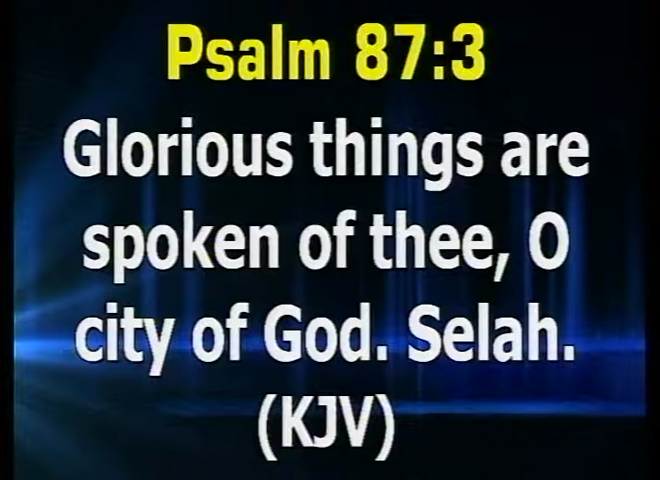 Psalm 87:3
Glorious things are
spoken of thee, O
city of God. Selah.
(KJV)